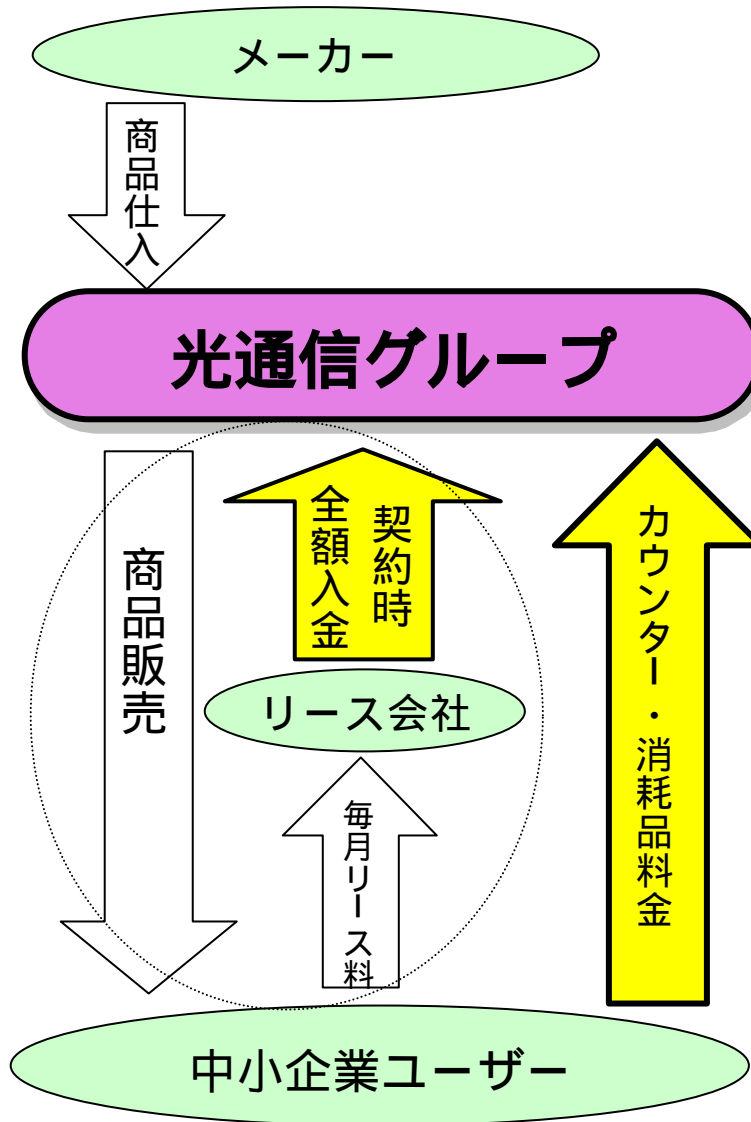 メーカー
商品仕入
光通信グループ
商品販売
契約時
全額入金
カウンター・消耗品料金
リース会社
毎月リース料
中小企業ユーザー